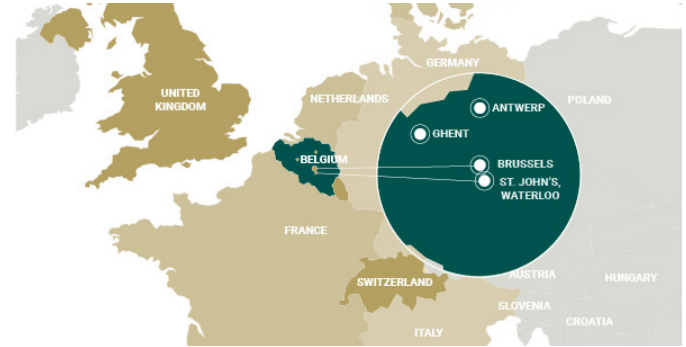 UNITED
KINGDOM
NETHERLANDS
GERMANY
POLAND
BELGIUM
ANTWERP
GHENT
BRUSSELS
ST. JOHN'S,
WATERLOO
FRANCE
SWITZERLAND
AUSTRIA
HUNGARY
SLOVENIA
CROATIA
ITALY